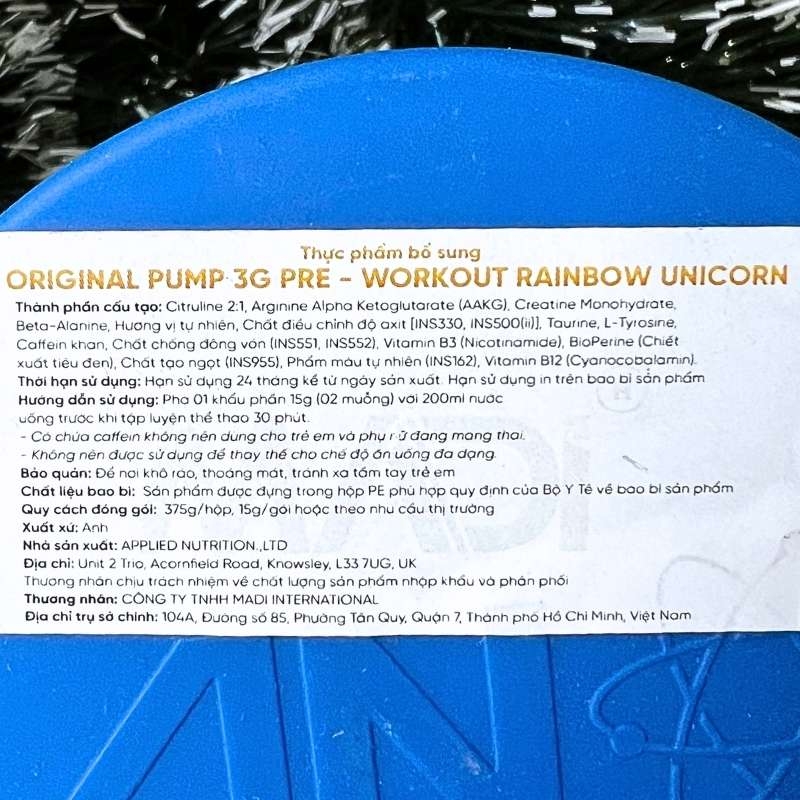 Thực phẩm bổ sung
ORIGINAL PUMP 3G PRE - WORKOUT RAINBOW UNICORN
Thành phần cấu tạo: Citruline 2:1, Arginine Alpha Ketoglutarate (AAKG), Creatine Monohydrate,
Beta-Alanine, Hương vị tự nhiên, Chất điều chỉnh độ axit [INS330, INS500(ii)], Taurine, L-Tyrosine,
Caffein khan, Chất chống đông vón (INS551, INS552), Vitamin B3 (Nicotinamide), BioPerine (Chiết
xuất tiêu đen), Chất tạo ngọt (INS955), Phẩm màu tự nhiên (INS162), Vitamin B12 (Cyanocobalamin).
Thời hạn sử dụng: Hạn sử dụng 24 tháng kể từ ngày sản xuất. Hạn sử dụng in trên bao bì sản phẩm
Hướng dẫn sử dụng: Pha 01 khẩu phần 15g (02 muỗng) với 200ml nước
uống trước khi tập luyện thể thao 30 phút.
- Có chứa caffein không nên dùng cho trẻ em và phụ nữ đang mang thai.
- Không nên được sử dụng để thay thế cho chế độ ăn uống đa dạng.
Bảo quản: Để nơi khô ráo, thoáng mát, tránh xa tầm tay trẻ em
Chất liệu bao bì: Sản phẩm được đựng trong hộp PE phù hợp quy định của Bộ Y Tế về bao bì sản phẩm
Quy cách đóng gói: 375g/hộp, 15g/gói hoặc theo nhu cầu thị trường
Xuất xứ: Anh
Nhà sản xuất: APPLIED NUTRITION.,LTD
Địa chỉ: Unit 2 Trio, Acornfield Road, Knowsley, L33 7UG, UK
Thương nhân chịu trách nhiệm về chất lượng sản phẩm nhập khẩu và phân phối
Thương nhân: CÔNG TY TNHH MADI INTERNATIONAL
Địa chỉ trụ sở chính: 104A, Đường số 85, Phường Tân Quy, Quận 7, Thành phố Hồ Chí Minh, Việt Nam